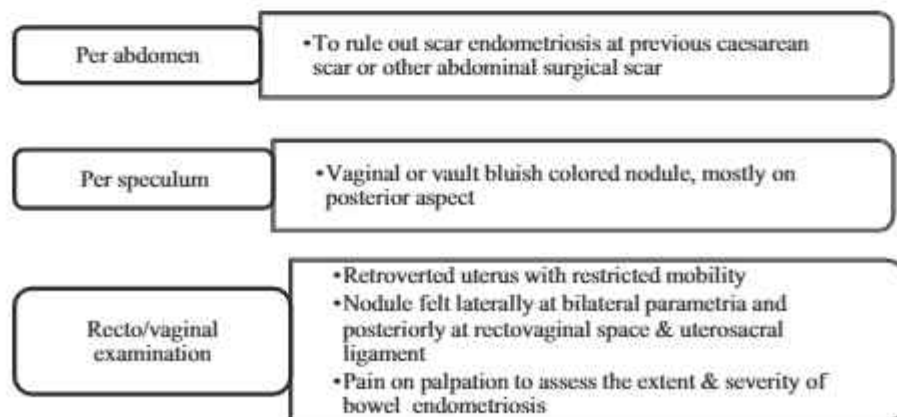 Per abdomen
•To rule out scar endometriosis at previous caesarean
scar or other abdominal surgical scar
Per speculum
•Vaginal or vault bluish colored nodule, mostly on
posterior aspect
Recto/vaginal
examination
•Retroverted uterus with restricted mobility
•Nodule felt laterally at bilateral parametria and
posteriorly at rectovaginal space & uterosacral
ligament
•Pain on palpation to assess the extent & severity of
bowel endometriosis